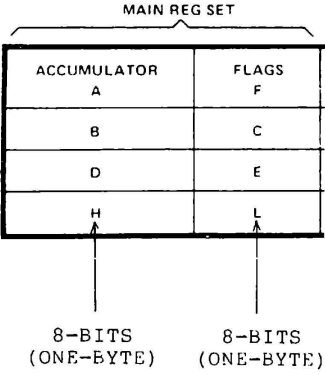 MAIN REG SET
ACCUMULATOR FLAGS
A F
B C
D E
H L
8-BITS 8-BITS
(ONE-BYTE) (ONE-BYTE)